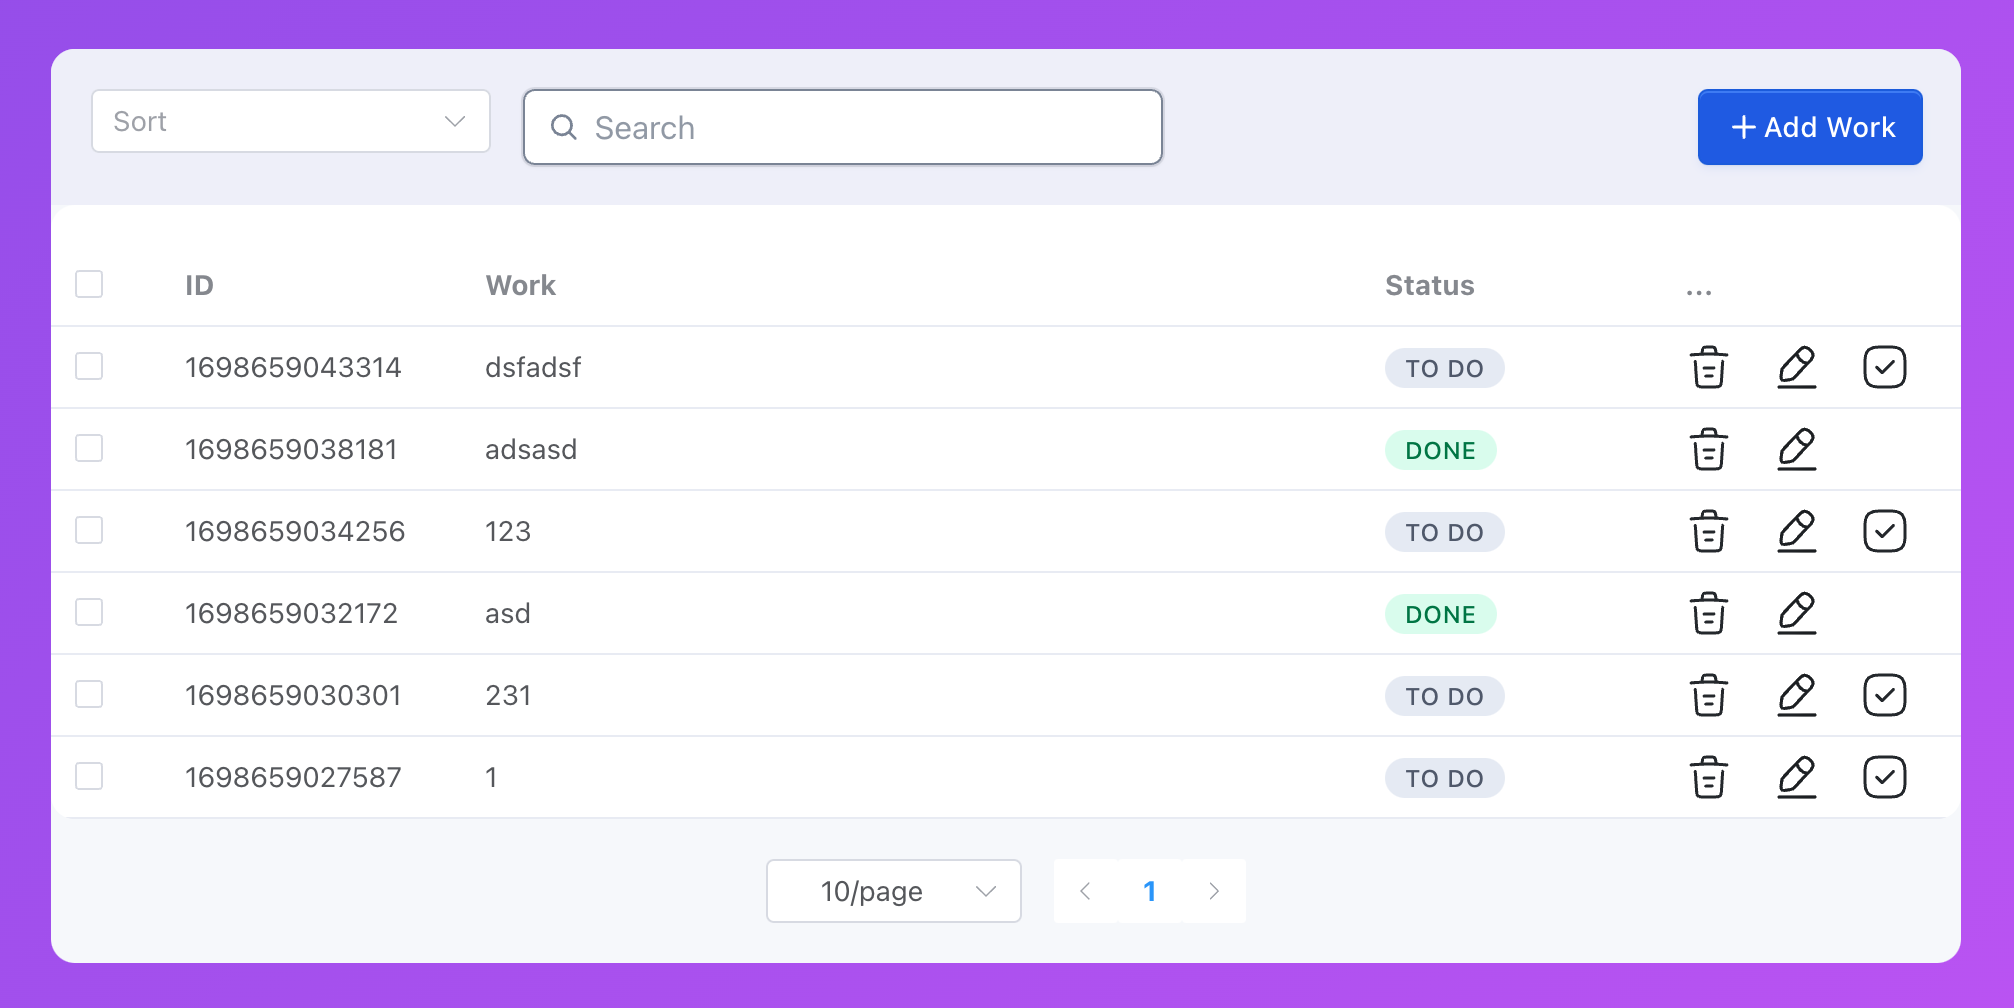 Sort
Search
Add Work
ID Work Status ...
1698659043314 dsfadsf TO DO
1698659038181 adsasd DONE
1698659034256 123 TO DO
1698659032172 asd DONE
1698659030301 231 TO DO
1698659027587 1 TO DO
10/page 1